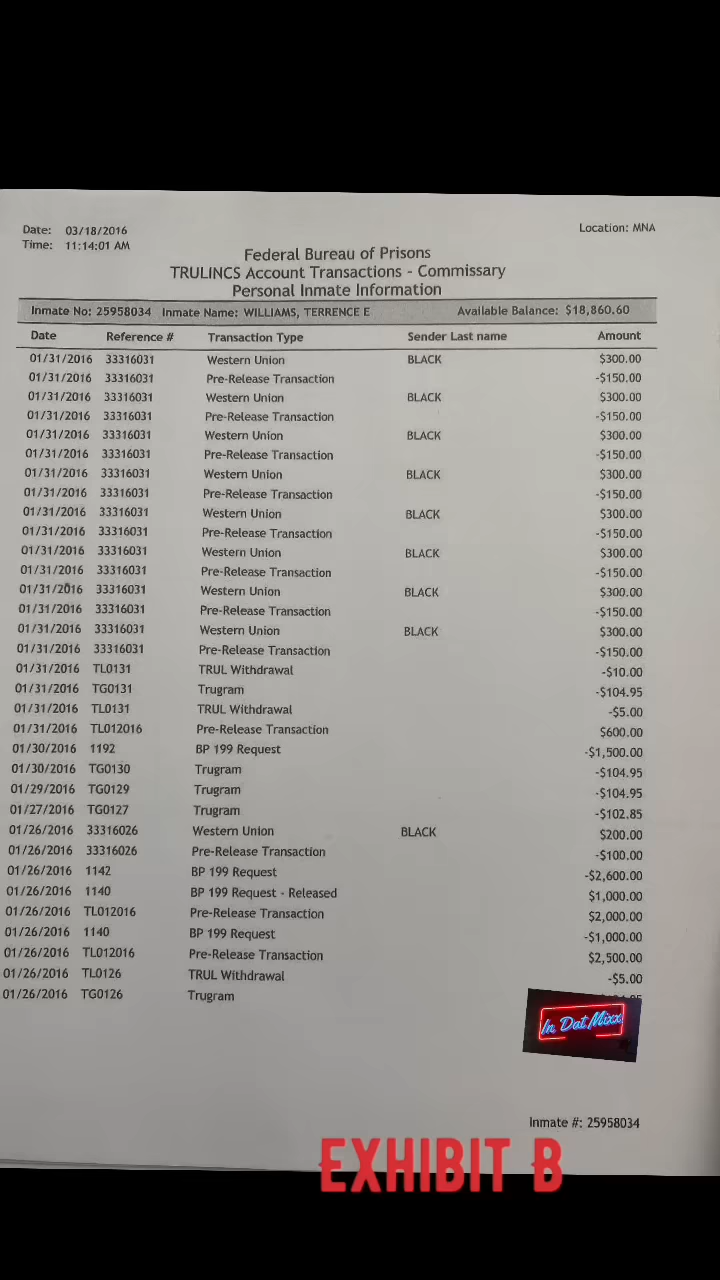 Date: 03/18/2016
Time: 11:14:01 AM
Location: MNA
Federal Bureau of Prisons
TRULINCS Account Transactions - Commissary
Personal Inmate Information
Inmate No: 25958034 Inmate Name: WILLIAMS, TERRENCE E Available Balance: $18,860.60
Date Reference # Transaction Type Sender Last name Amount
01/31/2016 33316031 Western Union BLACK $300.00
01/31/2016 33316031 Pre-Release Transaction -$150.00
01/31/2016 33316031 Western Union BLACK $300.00
01/31/2016 33316031 Pre-Release Transaction -$150.00
01/31/2016 33316031 Western Union BLACK $300.00
01/31/2016 33316031 Pre-Release Transaction -$150.00
01/31/2016 33316031 Western Union BLACK $300.00
01/31/2016 33316031 Pre-Release Transaction -$150.00
01/31/2016 33316031 Western Union BLACK $300.00
01/31/2016 33316031 Pre-Release Transaction -$150.00
01/31/2016 33316031 Western Union BLACK $300.00
01/31/2016 33316031 Pre-Release Transaction -$150.00
01/31/2016 33316031 Western Union BLACK $300.00
01/31/2016 33316031 Pre-Release Transaction -$150.00
01/31/2016 33316031 Western Union BLACK $300.00
01/31/2016 33316031 Pre-Release Transaction -$150.00
01/31/2016 TL0131 TRUL Withdrawal -$10.00
01/31/2016 TG0131 Trugram -$104.95
01/31/2016 TL0131 TRUL Withdrawal -$5.00
01/31/2016 TL012016 Pre-Release Transaction $600.00
01/30/2016 1192 BP 199 Request -$1,500.00
01/30/2016 TG0130 Trugram -$104.95
01/29/2016 TG0129 Trugram -$104.95
01/27/2016 TG0127 Trugram -$102.85
01/26/2016 33316026 Western Union BLACK $200.00
01/26/2016 33316026 Pre-Release Transaction -$100.00
01/26/2016 1142 BP 199 Request -$2,600.00
01/26/2016 1140 BP 199 Request - Released $1,000.00
01/26/2016 TL012016 Pre-Release Transaction $2,000.00
01/26/2016 1140 BP 199 Request -$1,000.00
01/26/2016 TL012016 Pre-Release Transaction $2,500.00
01/26/2016 TL0126 TRUL Withdrawal -$5.00
01/26/2016 TG0126 Trugram
In Dat Mixx
Inmate #: 25958034
EXHIBIT B